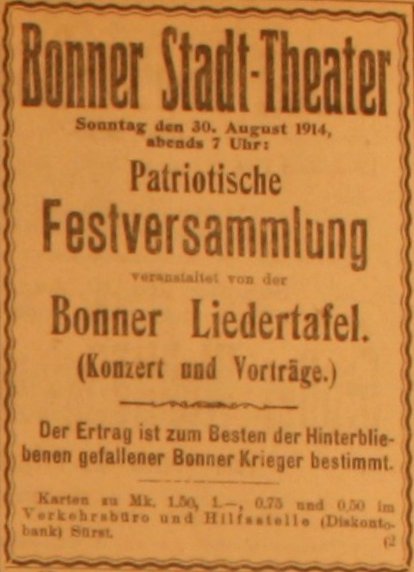 Bonner Stadt-Theater
Sonntag den 30. August 1914,
abends 7 Uhr:
Patriotische
Festversammlung
veranstaltet von der
Bonner Liedertafel.
(Konzert und Vorträge.)
Der Ertrag ist zum Besten der Hinterblie-
benen gefallener Bonner Krieger bestimmt.
Karten zu Mk. 1.50, 1.—, 0.75 und 0.50 im
Verkehrsbüro und Hilfsstelle (Diskonto-
bank) Sürst.
(2